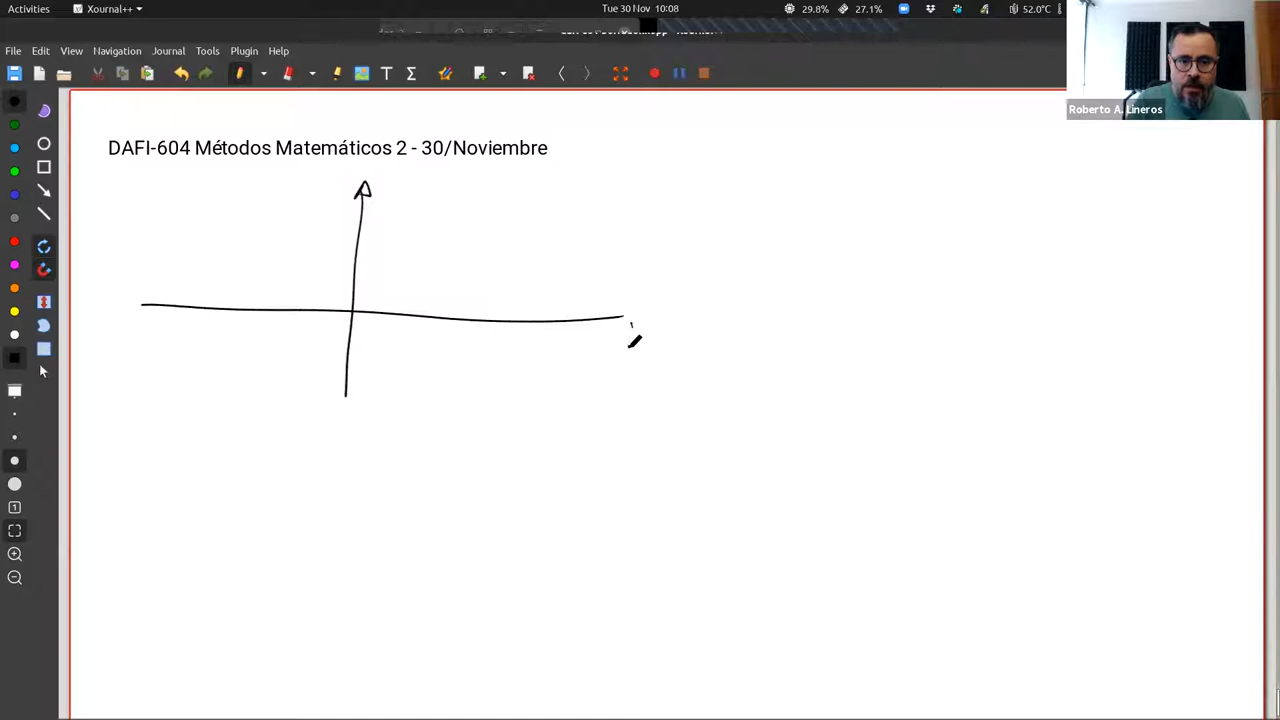 Activities
Xournal++
Tue 30 Nov 10:08
29.8%
27.1%
52.0°C
File Edit View Navigation Journal Tools Plugin Help
Roberto A. Lineros
DAFI-604 Métodos Matemáticos 2 - 30/Noviembre